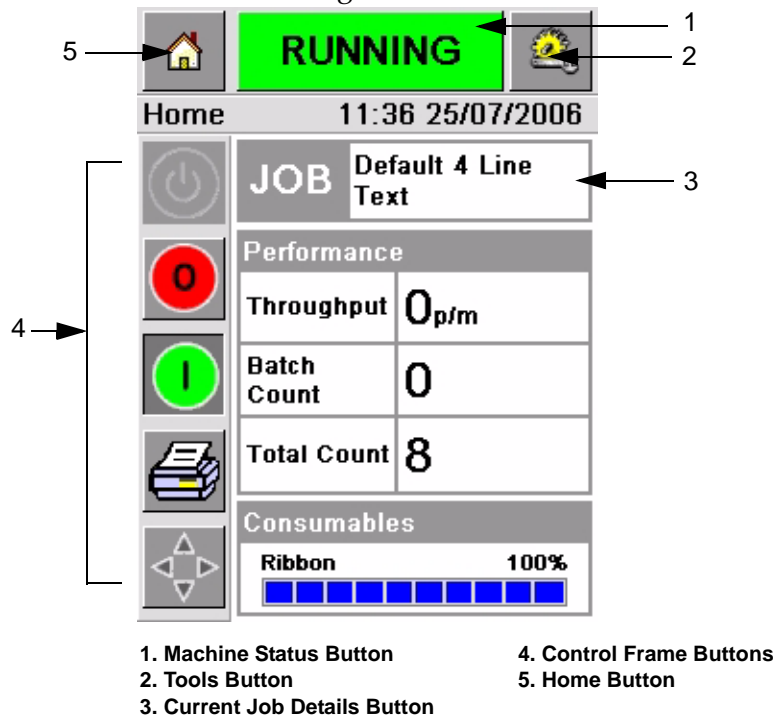 1
5
RUNNING
2
Home 11:36 25/07/2006
JOB
Default 4 Line
Text
3
Performance
O
Throughput 0p/m
4
I
Batch
Count
0
Total Count 8
Consumables
Ribbon 100%
1. Machine Status Button
2. Tools Button
3. Current Job Details Button
4. Control Frame Buttons
5. Home Button